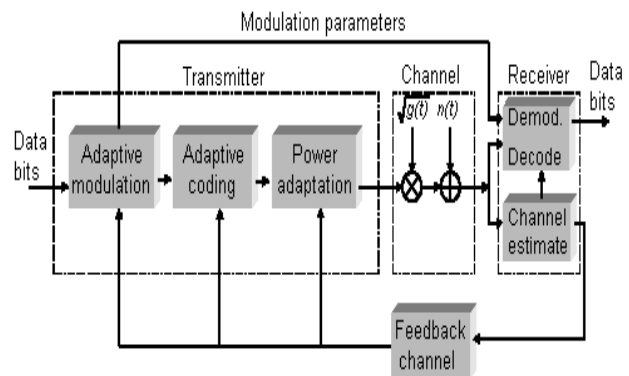 Modulation parameters
Transmitter
Channel
Receiver
Data
bits
√g(t) n(t)
Data
bits
Adaptive
modulation
Adaptive
coding
Power
adaptation
Demod.
Decode
Channel
estimate
Feedback
channel